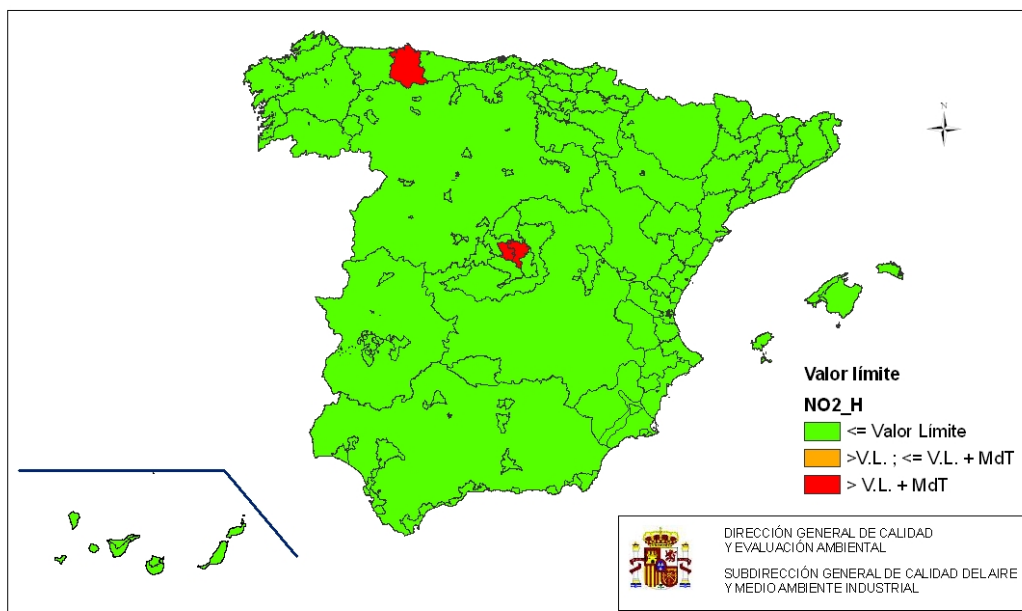 N
Valor límite
NO2_H
<= Valor Límite
>V.L. ; <= V.L. + MdT
> V.L. + MdT
DIRECCIÓN GENERAL DE CALIDAD
Y EVALUACIÓN AMBIENTAL
SUBDIRECCIÓN GENERAL DE CALIDAD DEL AIRE
Y MEDIO AMBIENTE INDUSTRIAL